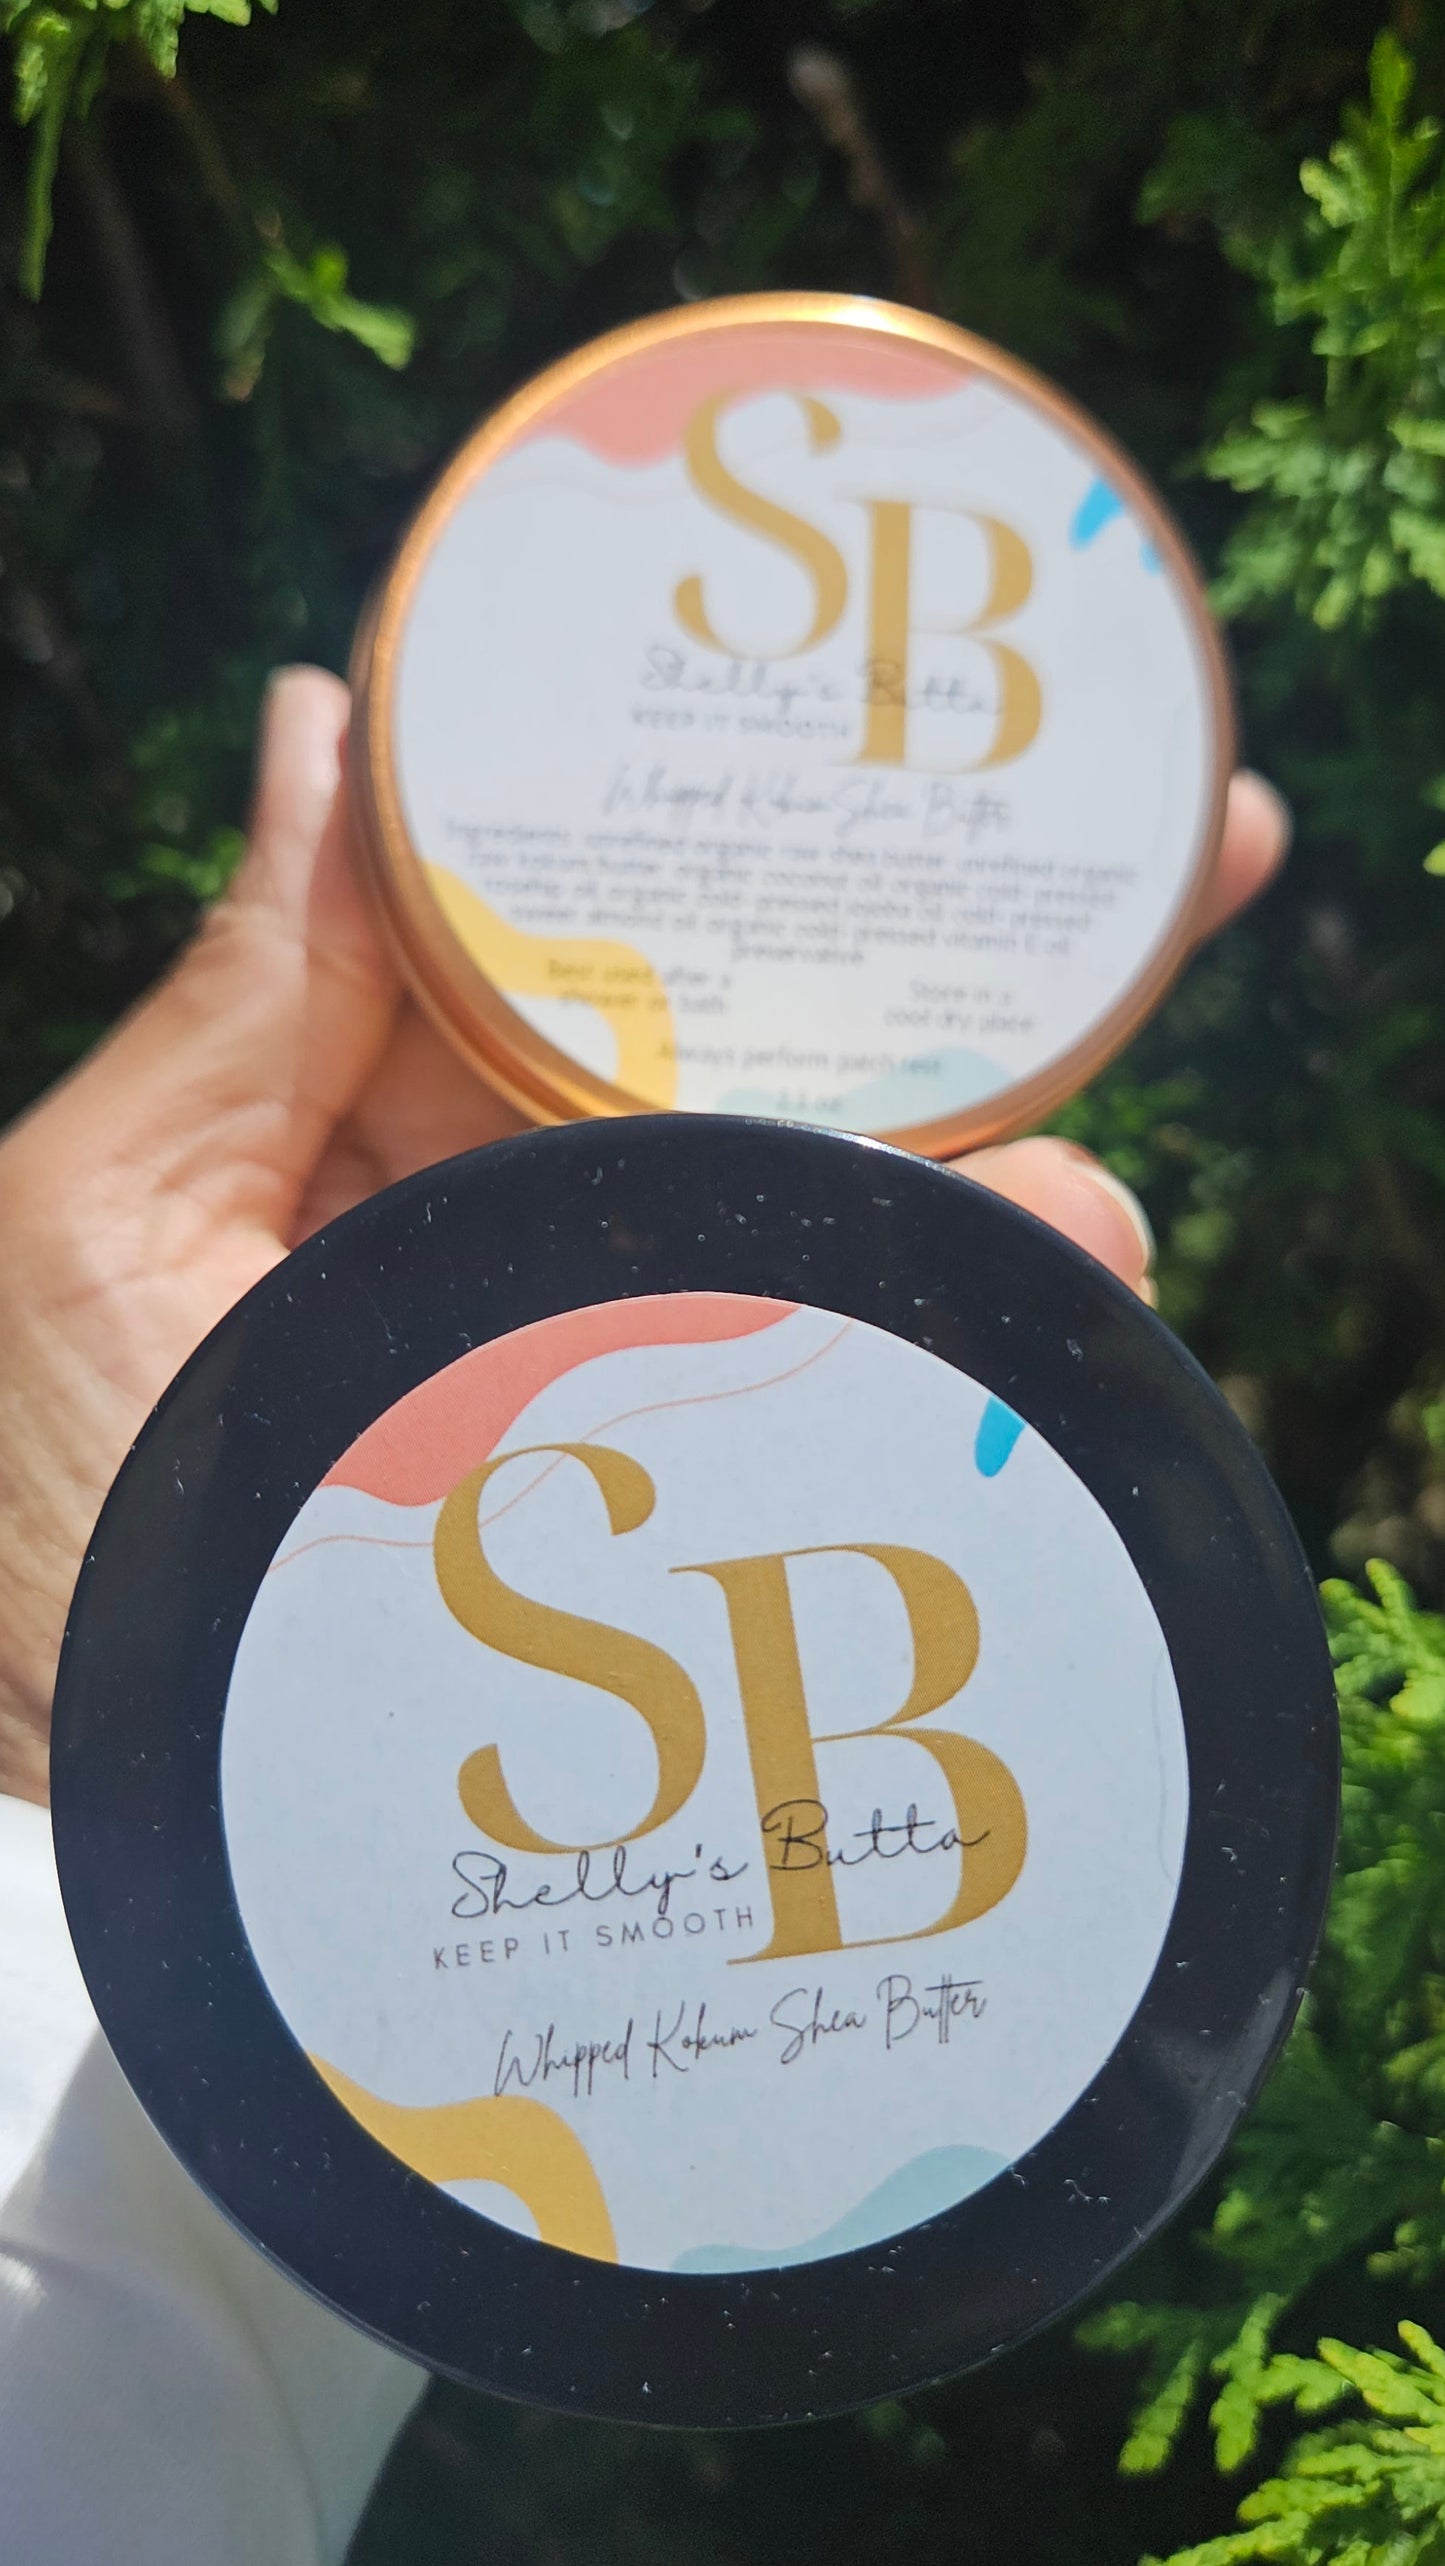 SB
Shelly's Butta
KEEP IT SMOOTH
Whipped Kokum Shea Butter
Ingredients: unrefined organic raw shea butter, unrefined organic
raw kokum butter, organic coconut oil, organic cold-pressed
rosehip oil, organic cold-pressed jojoba oil, cold-pressed
sweet almond oil, organic cold-pressed vitamin E oil,
preservative
Best used after a
shower or bath
Store in a
cool dry place
Always perform patch test
SB
Shelly's Butta
KEEP IT SMOOTH
Whipped Kokum Shea Butter